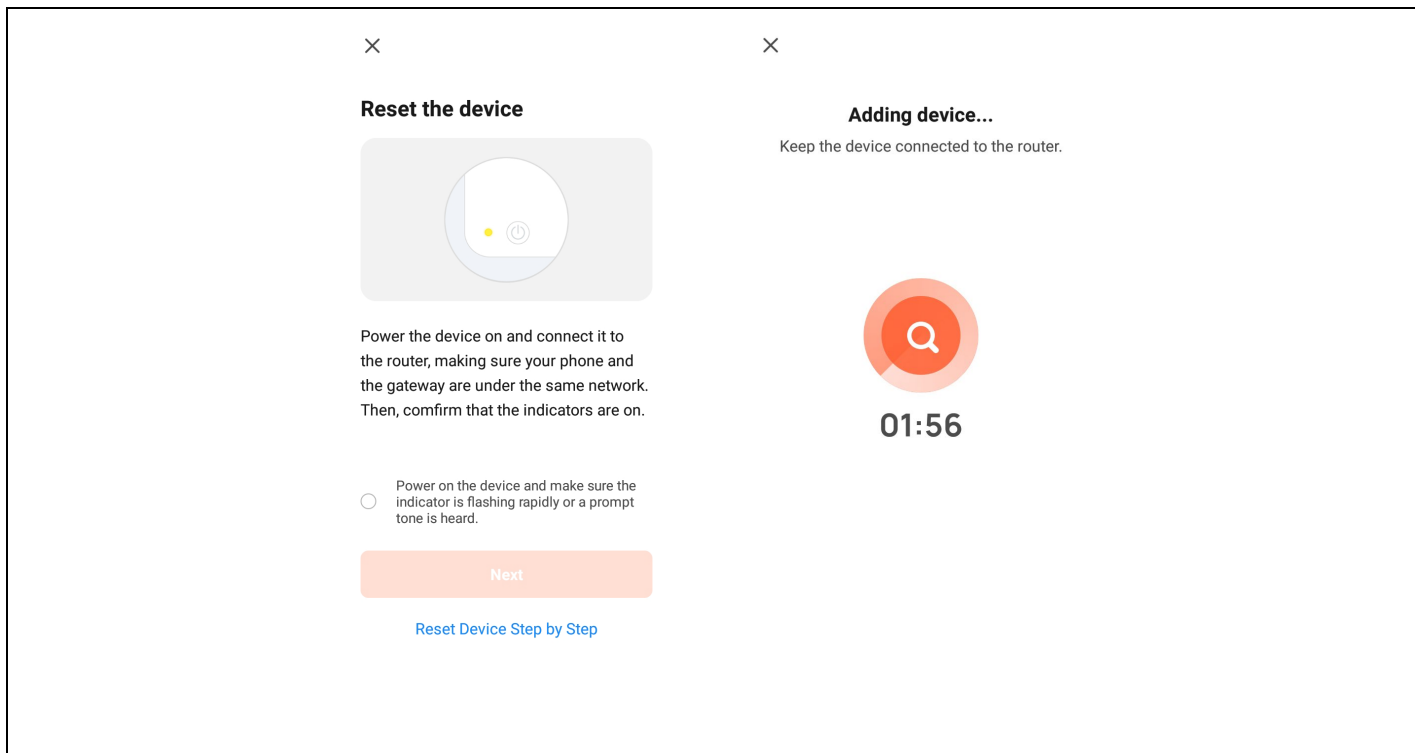 Reset the device
Power the device on and connect it to
the router, making sure your phone and
the gateway are under the same network.
Then, comfirm that the indicators are on.
Power on the device and make sure the
indicator is flashing rapidly or a prompt
tone is heard.
Next
Reset Device Step by Step
Adding device...
Keep the device connected to the router.
01:56